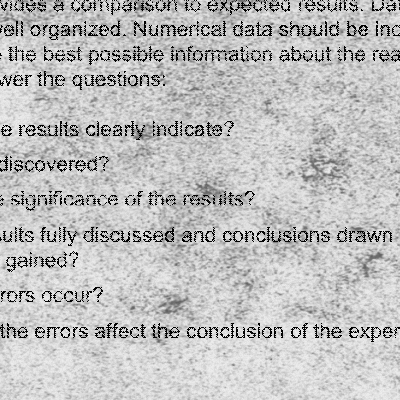 vides a comparison to expected results. Dat
well organized. Numerical data should be inc
the best possible information about the rea
wer the questions:
e results clearly indicate?
discovered?
e significance of the results?
sults fully discussed and conclusions drawn
gained?
rors occur?
the errors affect the conclusion of the exper